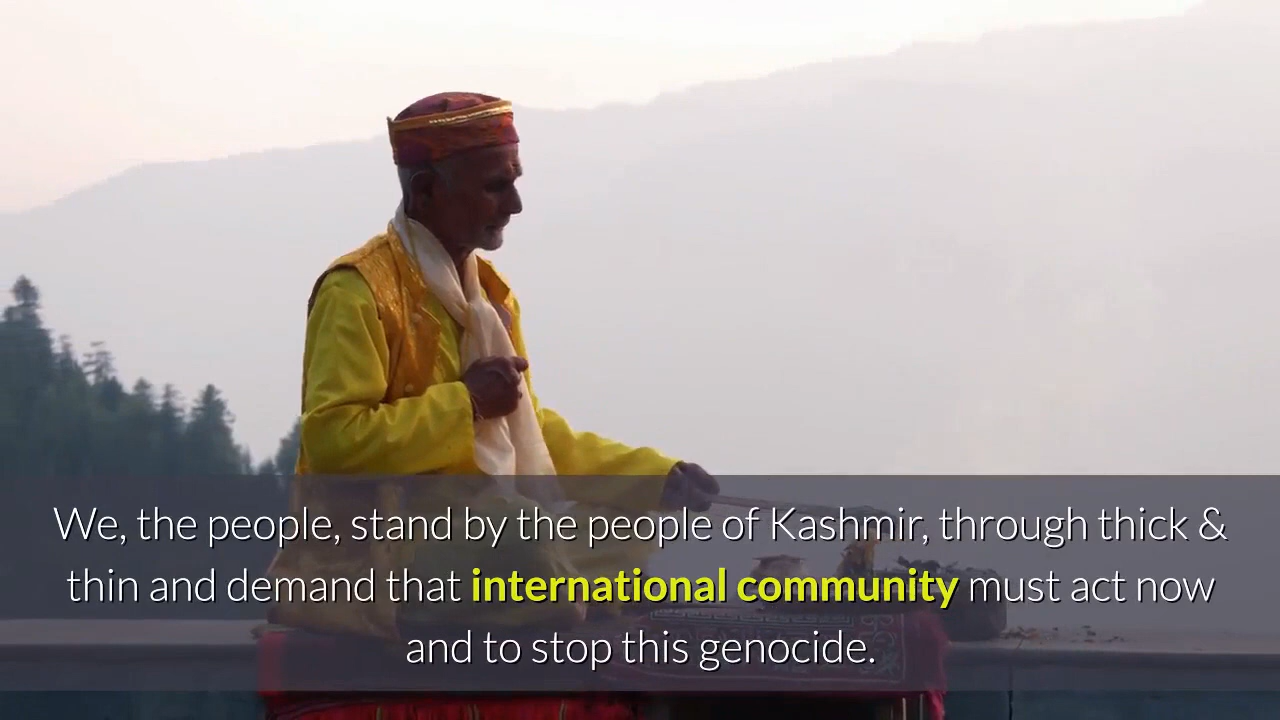 We, the people, stand by the people of Kashmir, through thick &
thin and demand that international community must act now
and to stop this genocide.